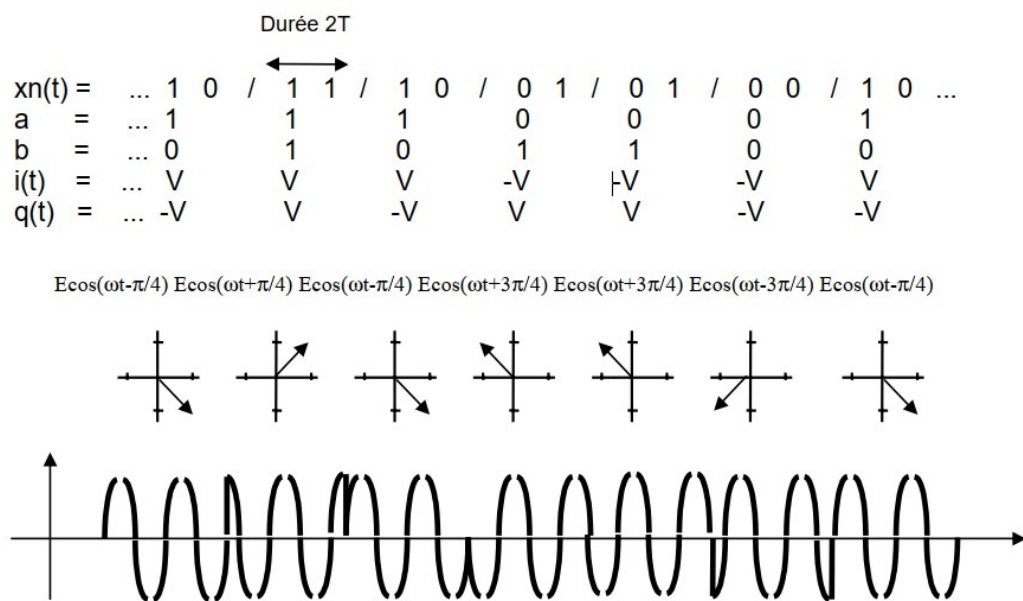 Durée 2T
xn(t) = ... 1 0 / 1 1 / 1 0 / 0 1 / 0 1 / 0 0 / 1 0 ...
a = ... 1 1 1 0 0 0 1
b = ... 0 1 0 1 1 0 0
i(t) = ... V V V -V -V -V V
q(t) = ... -V V -V V V -V -V
Ecos(ωt-π/4) Ecos(ωt+π/4) Ecos(ωt-π/4) Ecos(ωt+3π/4) Ecos(ωt+3π/4) Ecos(ωt-3π/4) Ecos(ωt-π/4)